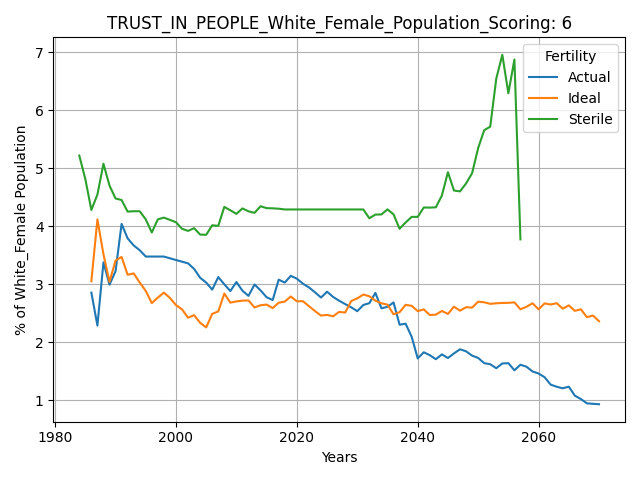 TRUST_IN_PEOPLE_White_Female_Population_Scoring: 6
Fertility
Actual
Ideal
Sterile
% of White_Female Population
7
6
5
4
3
2
1
1980
2000
2020
2040
2060
Years